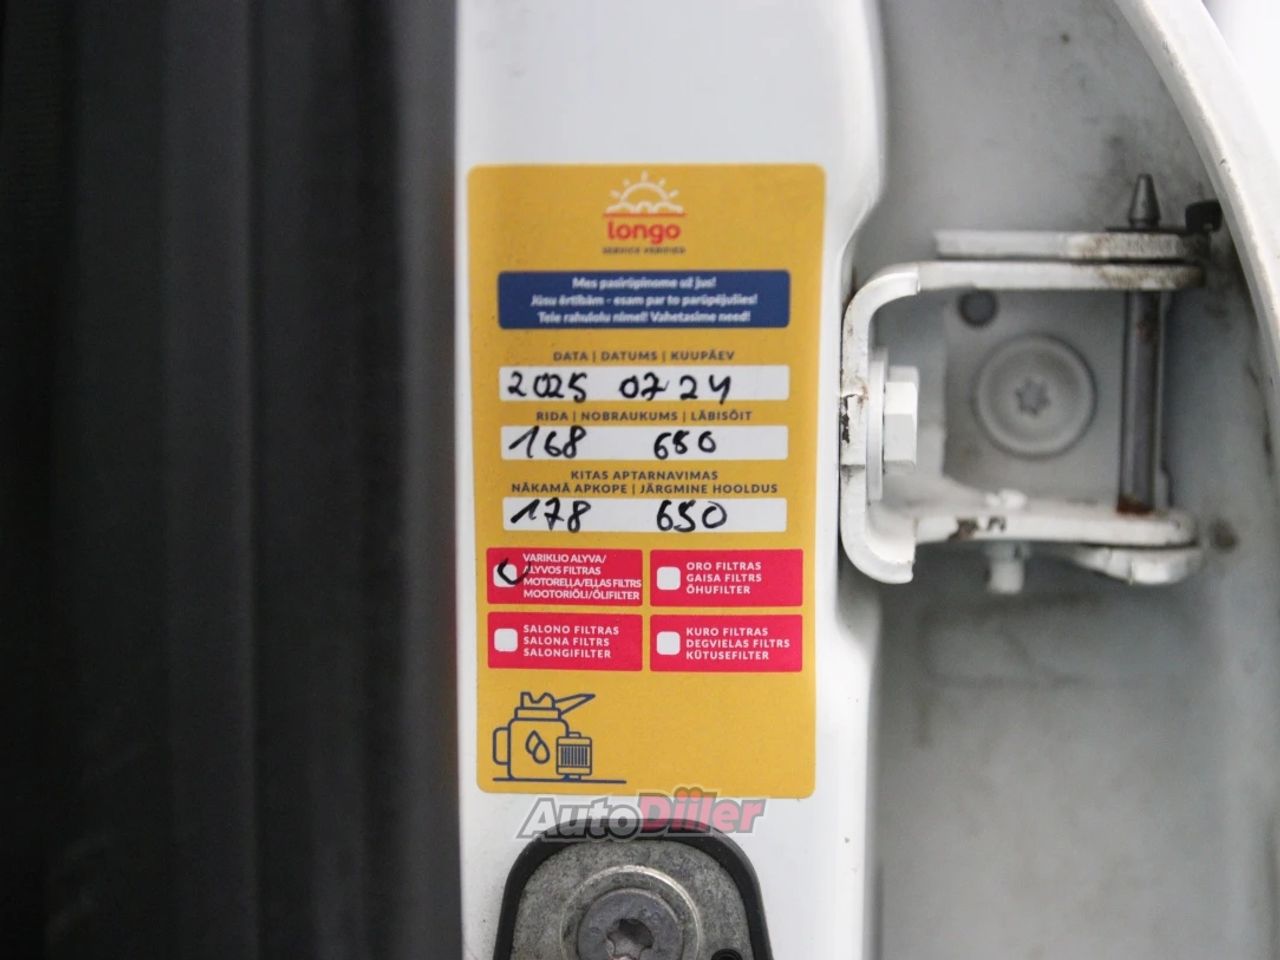 longo
SERVICE VERIFIED
Mes pasirūpinome už jus!
Jūsu ērtībām - esam par to parūpējušies!
Teie rahulolu nimel! Vahetasime need!
DATA | DATUMS | KUUPÄEV
2025 07 24
RIDA | NOBRAUKUMS | LÄBISÕIT
168 650
KITAS APTARNAVIMAS
NĀKAMĀ APKOPE | JÄRGMINE HOOLDUS
178 650
VARIKLIO ALYVA/
ALYVOS FILTRAS
MOTOREĻĻA/EĻĻAS FILTRS
MOOTORIÕLI/ÕLIFILTER
ORO FILTRAS
GAISA FILTRS
ÕHUFILTER
SALONO FILTRAS
SALONA FILTRS
SALONGIFILTER
KURO FILTRAS
DEGVIELAS FILTRS
KÜTUSEFILTER
AutoDiiler